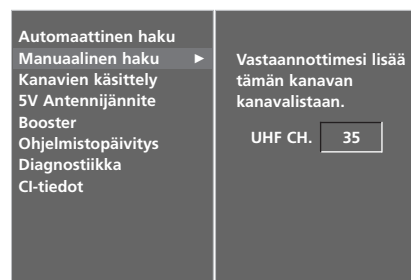 Automaattinen haku
Manuaalinen haku ►
Kanavien käsittely
5V Antennijännite
Booster
Ohjelmistopäivitys
Diagnostiikka
CI-tiedot
Vastaannottimesi lisää
tämän kanavan
kanavalistaan.
UHF CH. 35